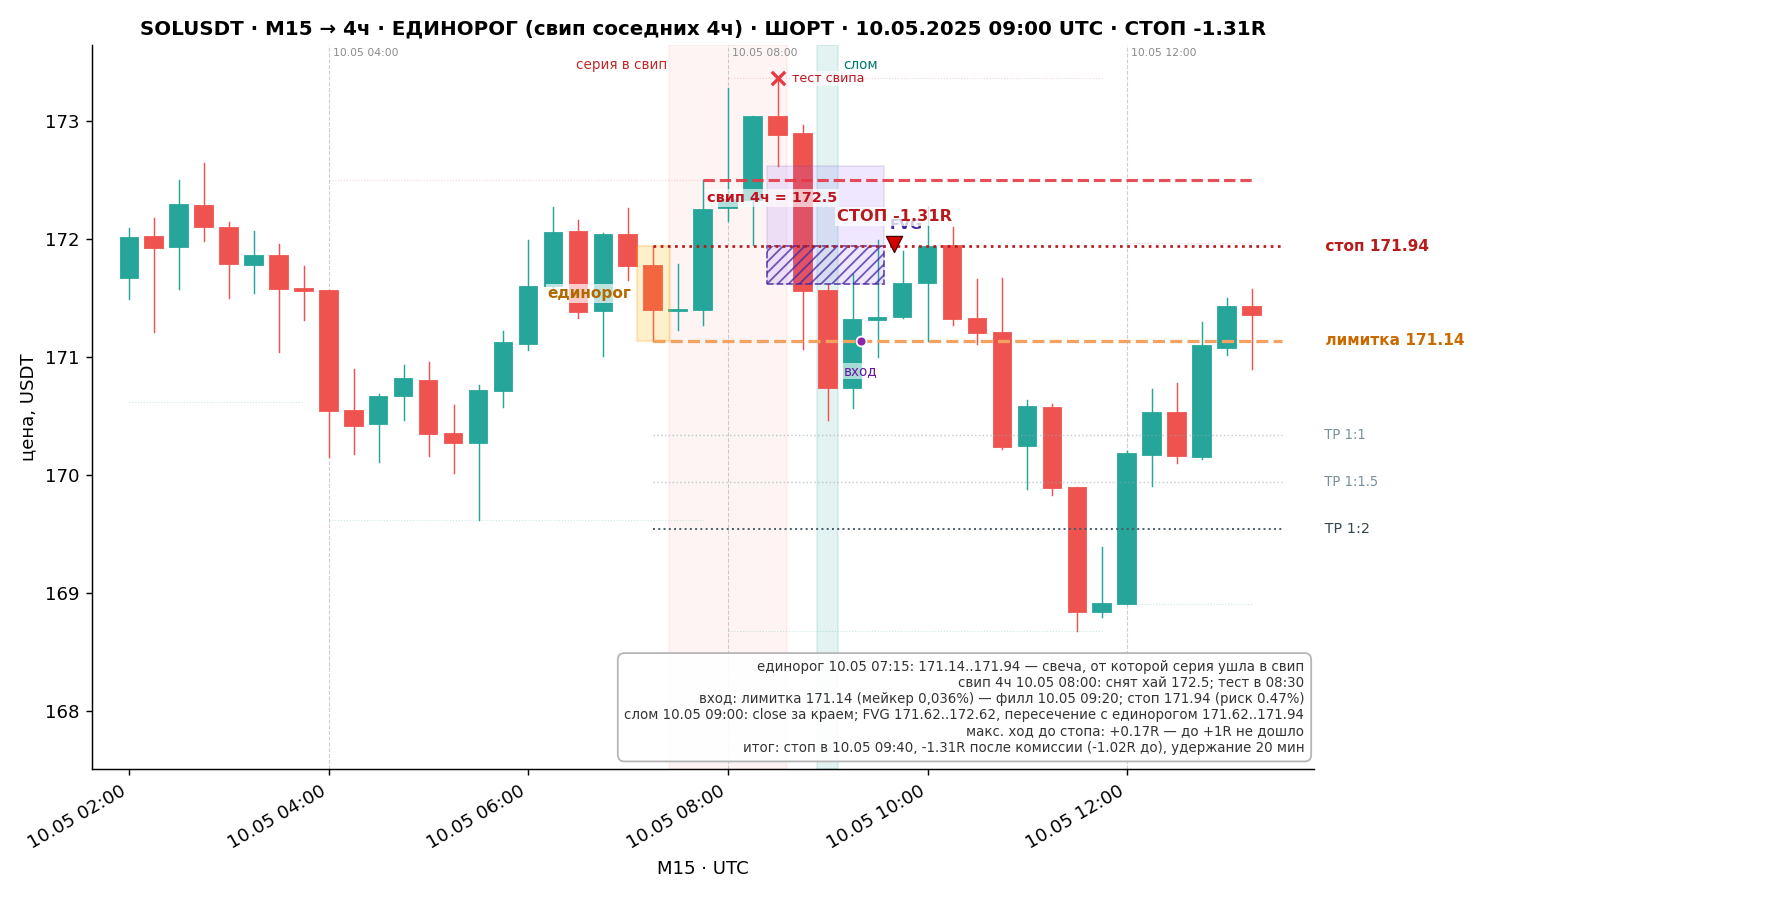 SOLUSDT · M15 → 4ч · ЕДИНОРОГ (свип соседних 4ч) · ШОРТ · 10.05.2025 09:00 UTC · СТОП -1.31R
10.05 04:00
10.05 08:00
10.05 12:00
серия в свип
слом
тест свипа
173
свип 4ч = 172.5
СТОП -1.31R
FVG
172
стоп 171.94
единорог
171
лимитка 171.14
вход
TP 1:1
170
TP 1:1.5
TP 1:2
169
168
цена, USDT
единорог 10.05 07:15: 171.14..171.94 — свеча, от которой серия ушла в свип
свип 4ч 10.05 08:00: снят хай 172.5; тест в 08:30
вход: лимитка 171.14 (мейкер 0,036%) — филл 10.05 09:20; стоп 171.94 (риск 0.47%)
слом 10.05 09:00: close за краем; FVG 171.62..172.62, пересечение с единорогом 171.62..171.94
макс. ход до стопа: +0.17R — до +1R не дошло
итог: стоп в 10.05 09:40, -1.31R после комиссии (-1.02R до), удержание 20 мин
10.05 02:00
10.05 04:00
10.05 06:00
10.05 08:00
10.05 10:00
10.05 12:00
M15 · UTC